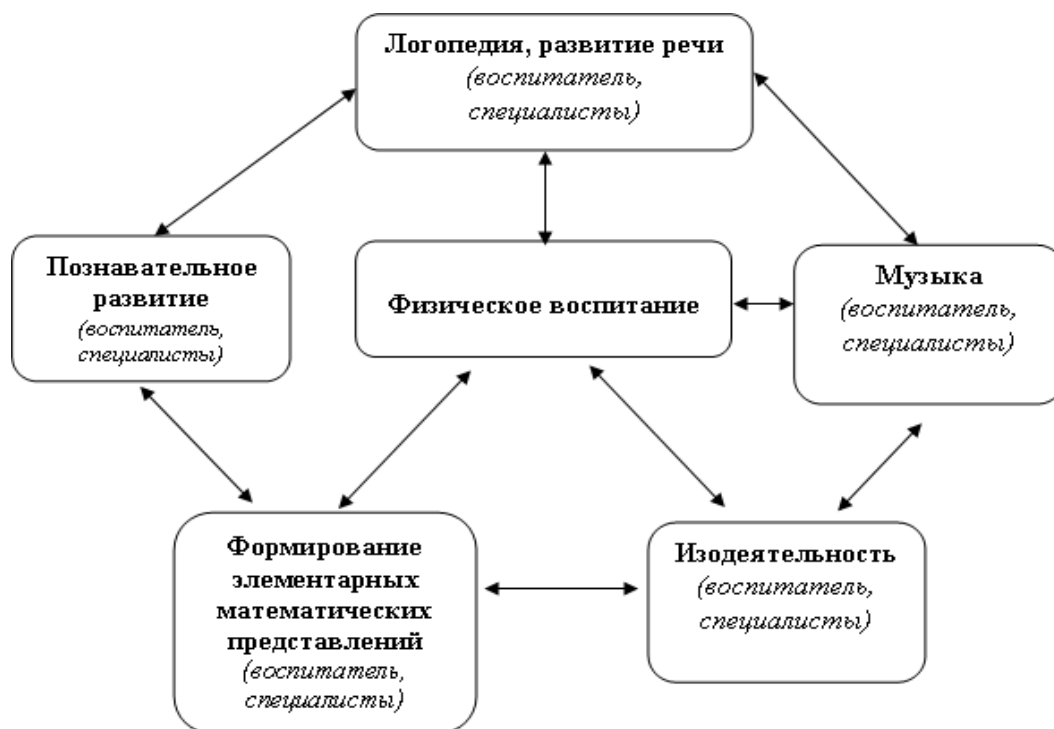 Логопедия, развитие речи
(воспитатель,
специалисты)
Познавательное
развитие
(воспитатель,
специалисты)
Физическое воспитание
Музыка
(воспитатель,
специалисты)
Формирование
элементарных
математических
представлений
(воспитатель,
специалисты)
Изодеятельность
(воспитатель,
специалисты)